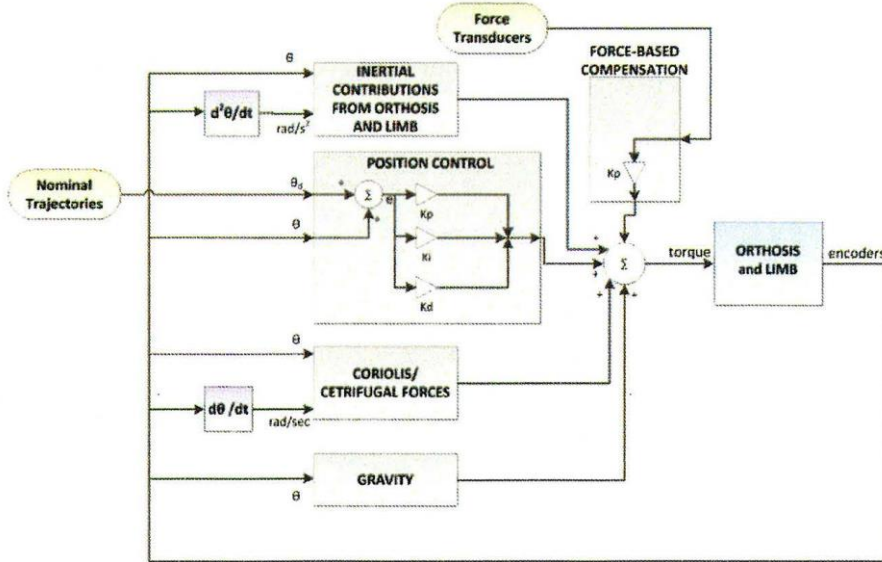 Force
Transducers
FORCE-BASED
COMPENSATION
Kp
θ
d²θ/dt
rad/s²
INERTIAL
CONTRIBUTIONS
FROM ORTHOSIS
AND LIMB
Nominal
Trajectories
POSITION CONTROL
θd
+
Σ
e
Kp
θ
+
Ki
Kd
+
+
Σ
+
+
torque
ORTHOSIS
and LIMB
encoders
θ
dθ/dt
rad/sec
CORIOLIS/
CETRIFUGAL FORCES
θ
GRAVITY